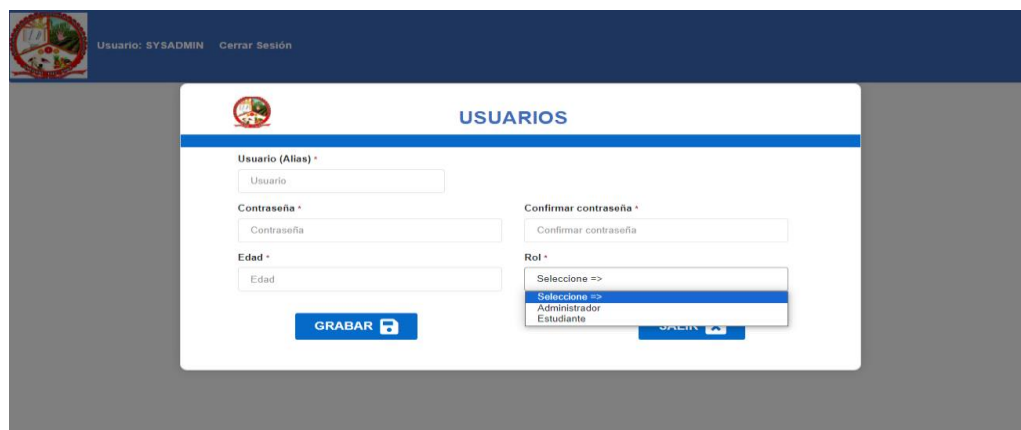 Usuario: SYSADMIN Cerrar Sesión
USUARIOS
Usuario (Alias) *
Usuario
Contraseña * Confirmar contraseña *
Contraseña Confirmar contraseña
Edad * Rol *
Edad Seleccione =>
Seleccione =>
Administrador
Estudiante
GRABAR SALIR